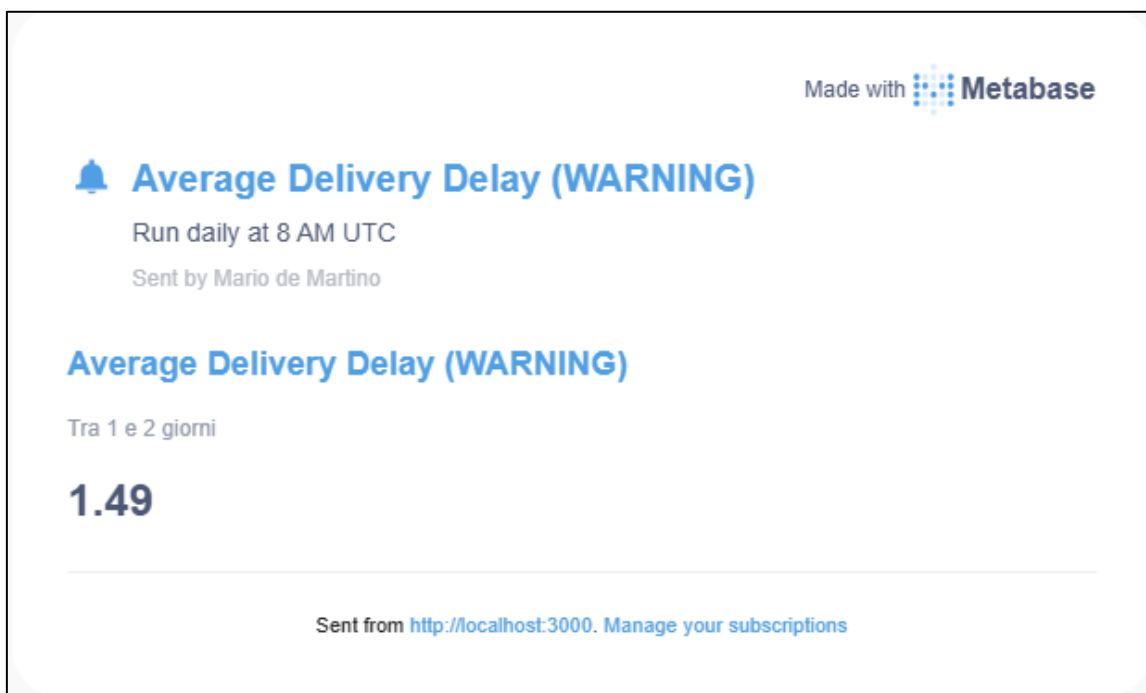 Made with Metabase
Average Delivery Delay (WARNING)
Run daily at 8 AM UTC
Sent by Mario de Martino
Average Delivery Delay (WARNING)
Tra 1 e 2 giorni
1.49
Sent from http://localhost:3000. Manage your subscriptions